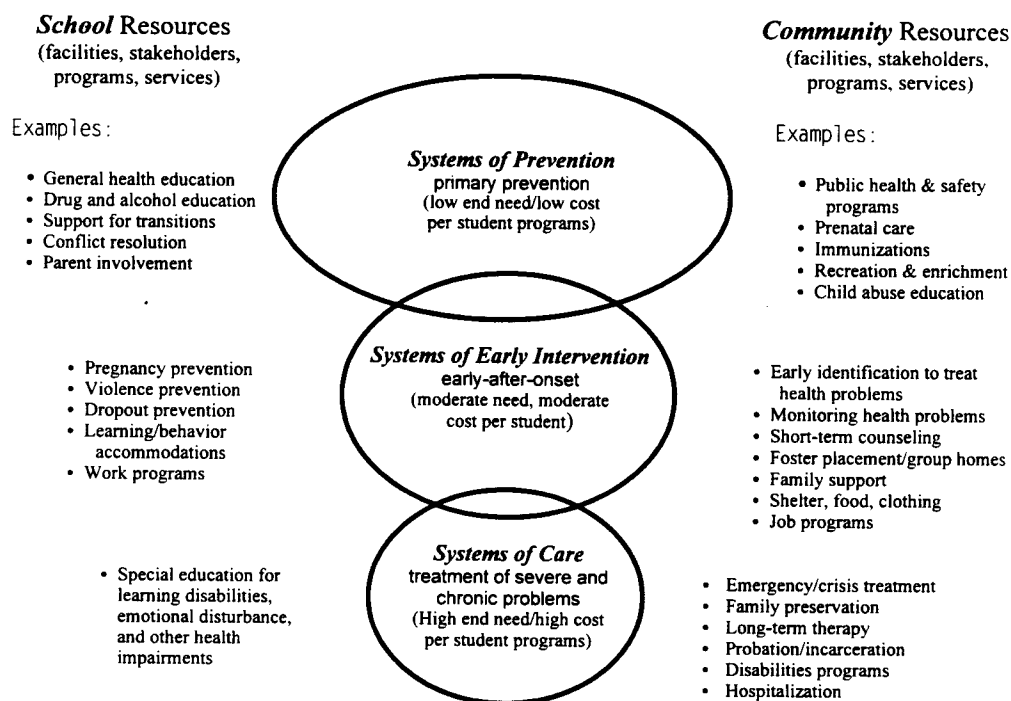 School Resources
(facilities, stakeholders,
programs, services)
Examples:
• General health education
• Drug and alcohol education
• Support for transitions
• Conflict resolution
• Parent involvement
• Pregnancy prevention
• Violence prevention
• Dropout prevention
• Learning/behavior
accommodations
• Work programs
• Special education for
learning disabilities,
emotional disturbance,
and other health
impairments
Systems of Prevention
primary prevention
(low end need/low cost
per student programs)
Systems of Early Intervention
early-after-onset
(moderate need, moderate
cost per student)
Systems of Care
treatment of severe and
chronic problems
(High end need/high cost
per student programs)
Community Resources
(facilities, stakeholders,
programs, services)
Examples:
• Public health & safety
programs
• Prenatal care
• Immunizations
• Recreation & enrichment
• Child abuse education
• Early identification to treat
health problems
• Monitoring health problems
• Short-term counseling
• Foster placement/group homes
• Family support
• Shelter, food, clothing
• Job programs
• Emergency/crisis treatment
• Family preservation
• Long-term therapy
• Probation/incarceration
• Disabilities programs
• Hospitalization